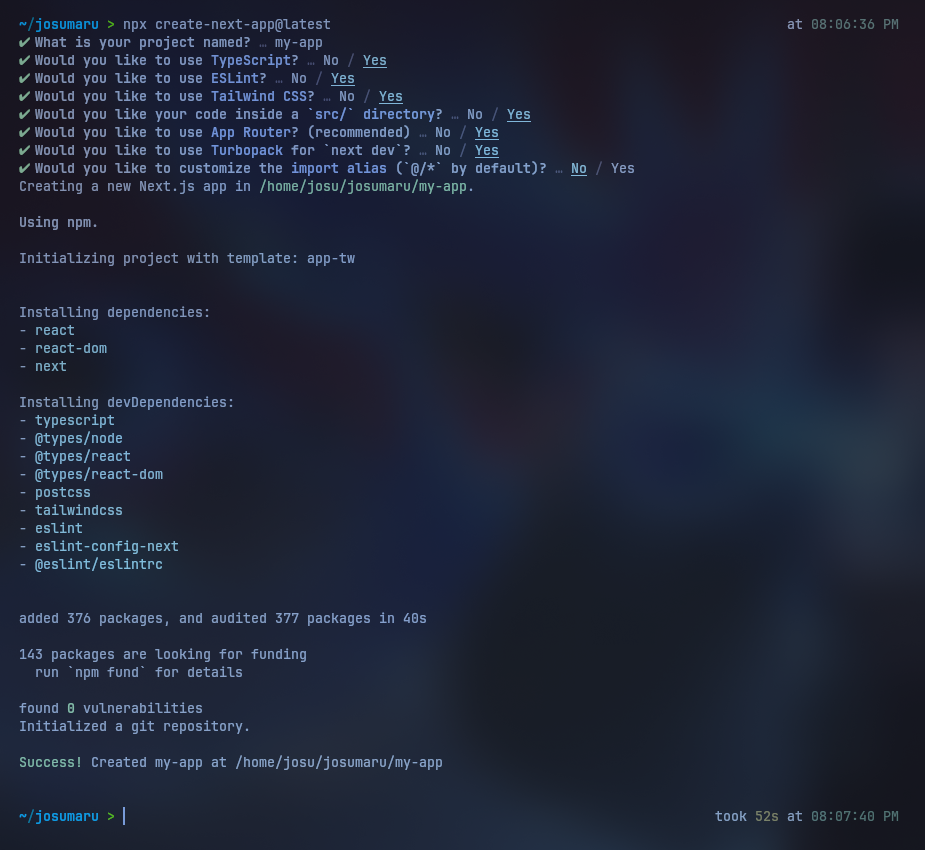 ~/josumaru > npx create-next-app@latest at 08:06:36 PM
✔ What is your project named? … my-app
✔ Would you like to use TypeScript? … No / Yes
✔ Would you like to use ESLint? … No / Yes
✔ Would you like to use Tailwind CSS? … No / Yes
✔ Would you like your code inside a `src/` directory? … No / Yes
✔ Would you like to use App Router? (recommended) … No / Yes
✔ Would you like to use Turbopack for `next dev`? … No / Yes
✔ Would you like to customize the import alias (`@/*` by default)? … No / Yes
Creating a new Next.js app in /home/josu/josumaru/my-app.
Using npm.
Initializing project with template: app-tw
Installing dependencies:
- react
- react-dom
- next
Installing devDependencies:
- typescript
- @types/node
- @types/react
- @types/react-dom
- postcss
- tailwindcss
- eslint
- eslint-config-next
- @eslint/eslintrc
added 376 packages, and audited 377 packages in 40s
143 packages are looking for funding
run `npm fund` for details
found 0 vulnerabilities
Initialized a git repository.
Success! Created my-app at /home/josu/josumaru/my-app
~/josumaru > took 52s at 08:07:40 PM